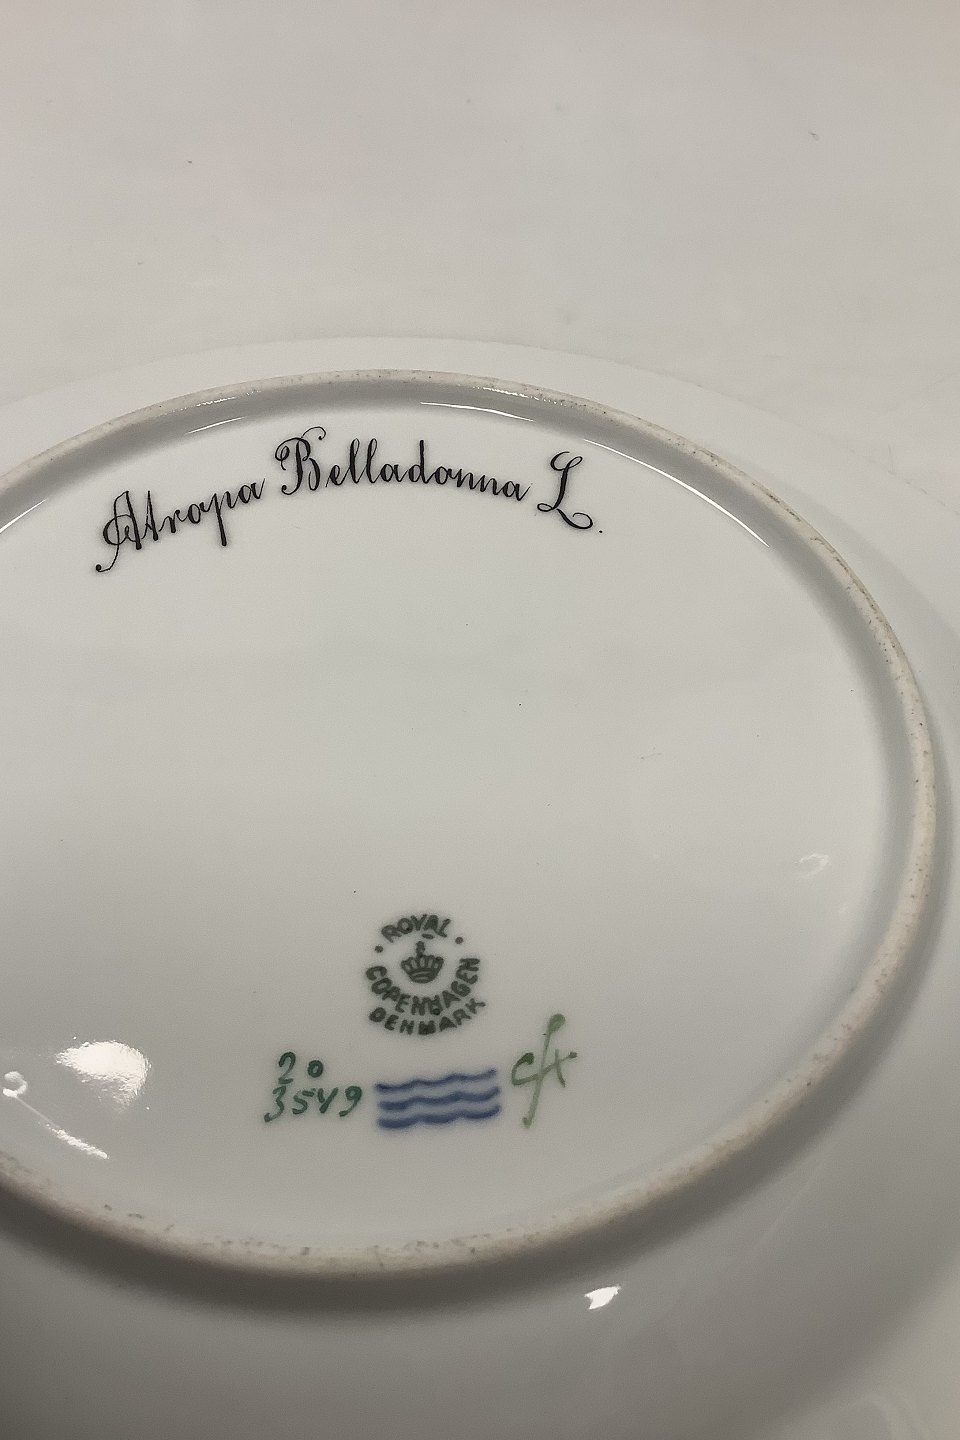 Atropa Belladonna L.
ROYAL
COPENHAGEN
DENMARK
20
3549